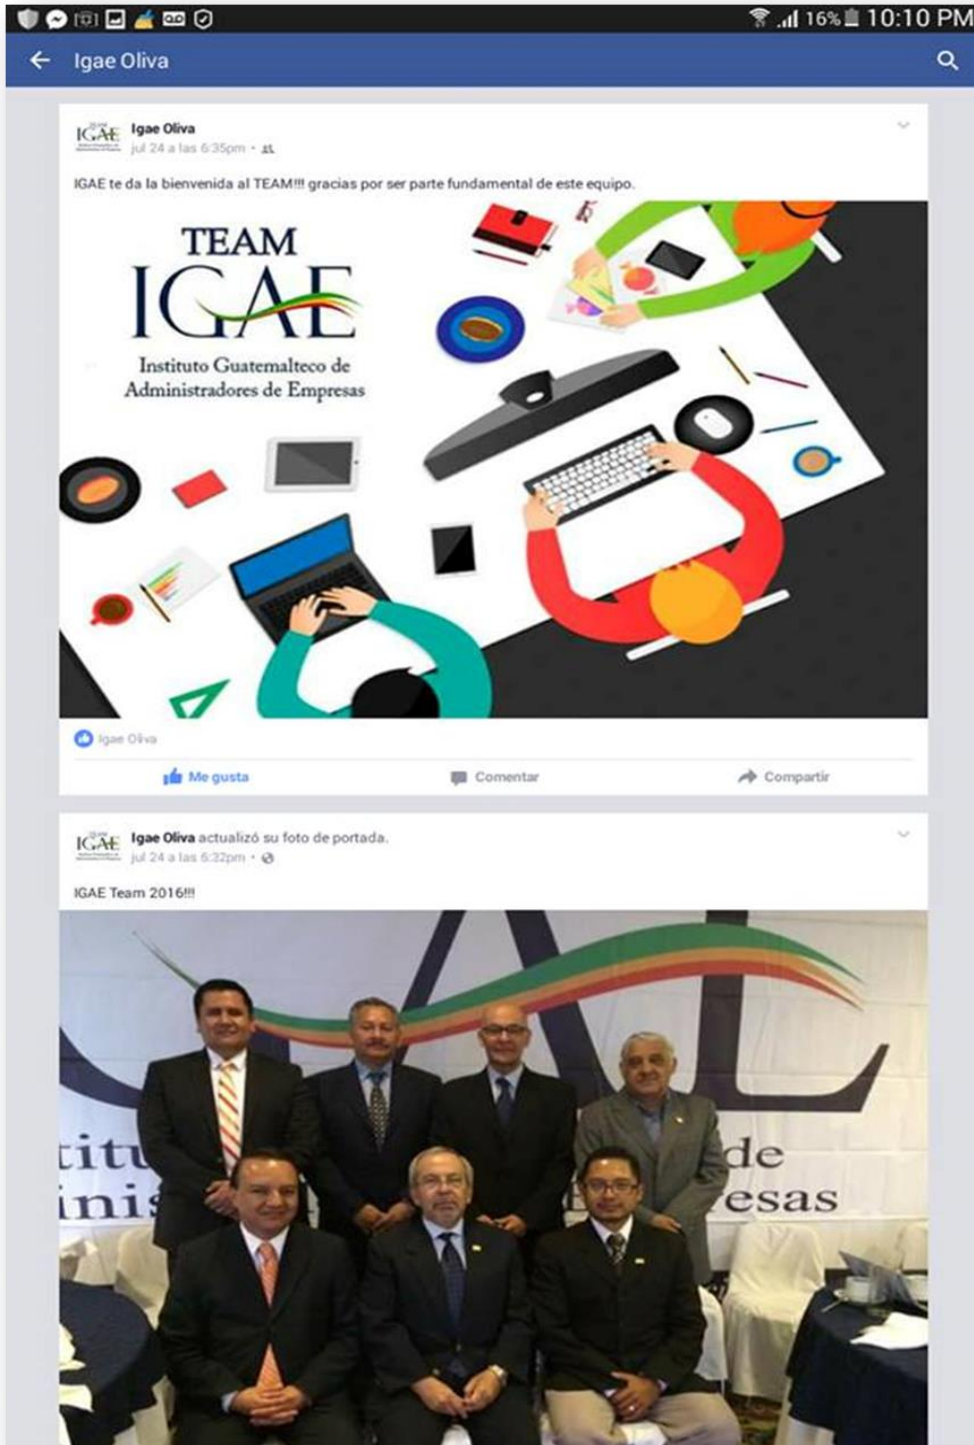 16% 10:10 PM
Igae Oliva
IGAE
Igae Oliva
jul 24 a las 6:35pm
IGAE te da la bienvenida al TEAM!!! gracias por ser parte fundamental de este equipo.
TEAM
IGAE
Instituto Guatemalteco de
Administradores de Empresas
Igae Oliva
Me gusta
Comentar
Compartir
IGAE
Igae Oliva actualizó su foto de portada.
jul 24 a las 6:32pm
IGAE Team 2016!!!
titu de
inis esas